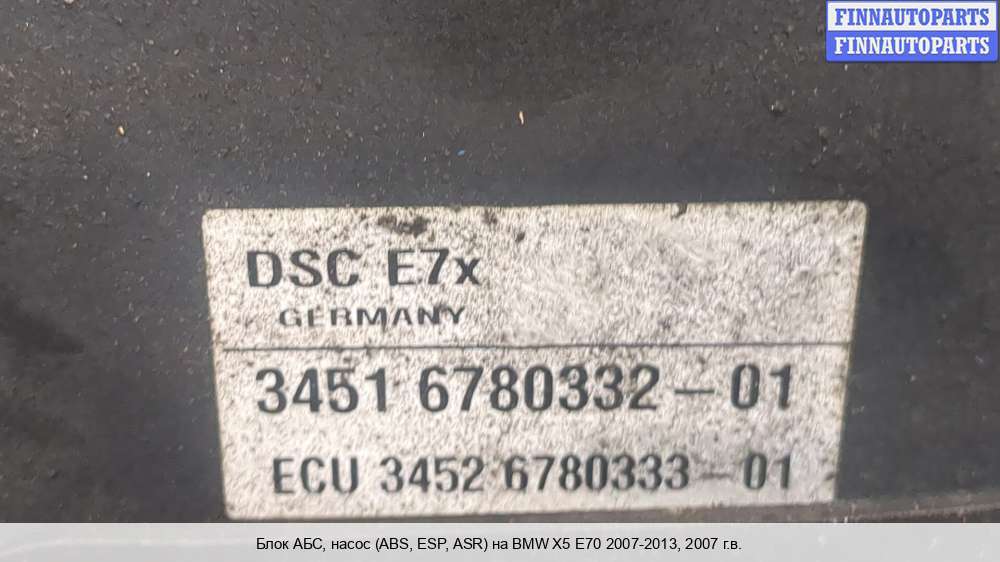 FINNAUTOPARTS
FINNAUTOPARTS
DSC E7x
GERMANY
3451 6780332-01
ECU 3452 6780333-01
Блок АБС, насос (ABS, ESP, ASR) на BMW X5 E70 2007-2013, 2007 г.в.